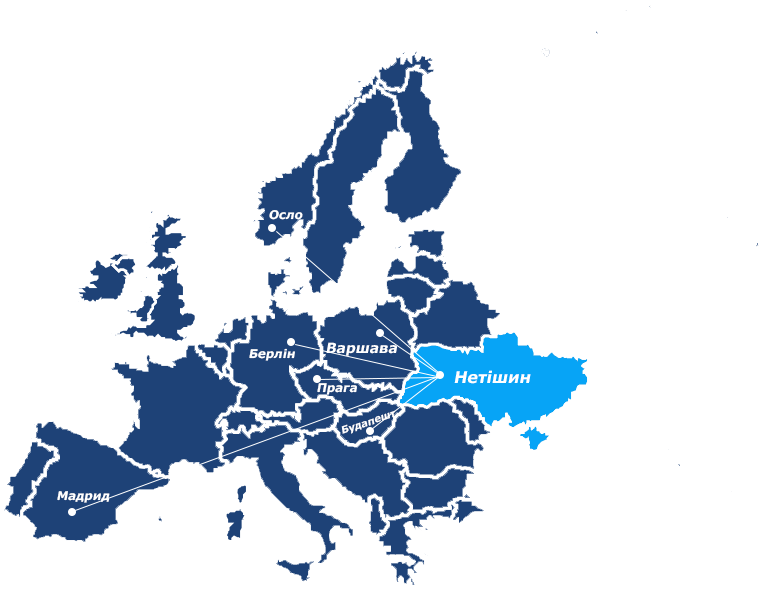 Осло
Варшава
Берлін
Нетішин
Прага
Будапешт
Мадрид